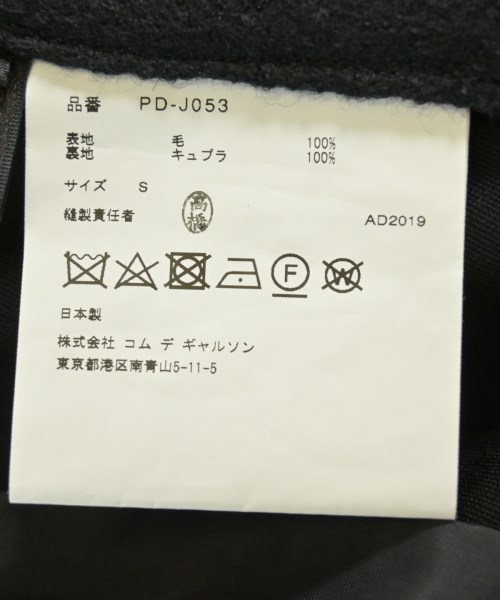 品番 PD-J053
表地 毛 100%
裏地 キュプラ 100%
サイズ S
縫製責任者 高橋 AD2019
F W
日本製
株式会社 コム デ ギャルソン
東京都港区南青山5-11-5